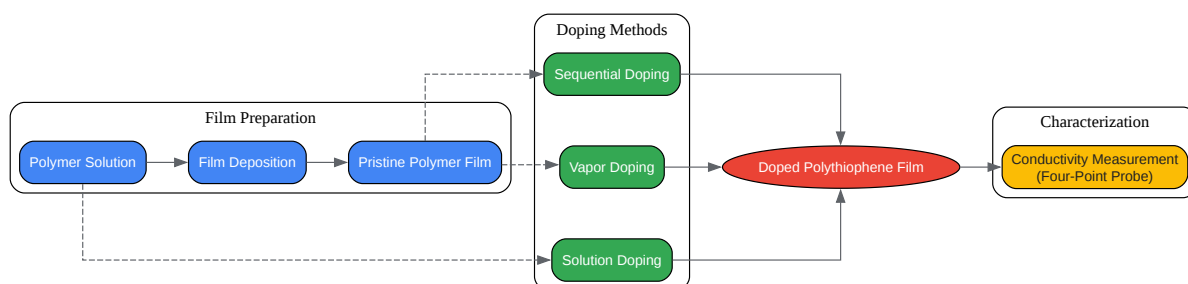 Doping Methods
Sequential Doping
Film Preparation
Characterization
Polymer Solution
Film Deposition
Pristine Polymer Film
Vapor Doping
Doped Polythiophene Film
Conductivity Measurement
(Four-Point Probe)
Solution Doping